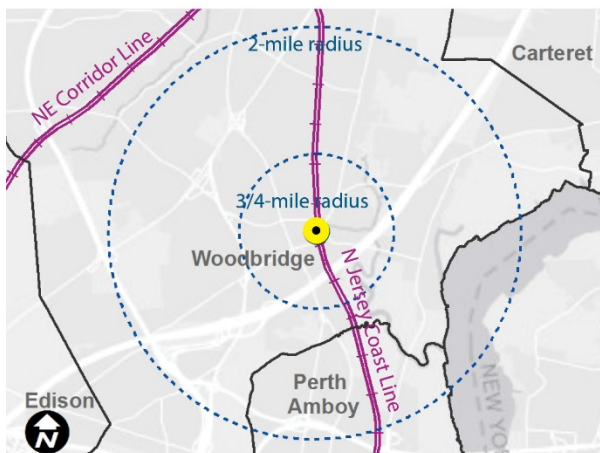 2-mile radius
Carteret
NE Corridor Line
3/4-mile radius
Woodbridge
N Jersey Coast Line
Perth
Amboy
Edison
N
NEW YO